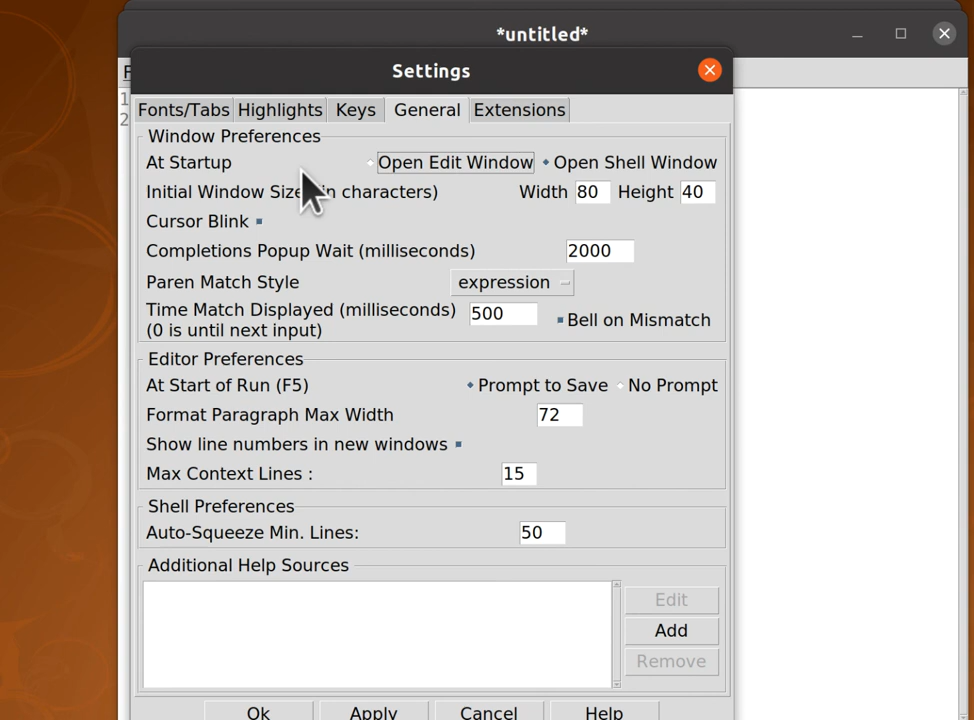 *untitled*
Settings
F
1
2
Fonts/Tabs Highlights Keys General Extensions
Window Preferences
At Startup Open Edit Window Open Shell Window
Initial Window Size in characters) Width 80 Height 40
Cursor Blink
Completions Popup Wait (milliseconds) 2000
Paren Match Style expression
Time Match Displayed (milliseconds) 500
(0 is until next input) Bell on Mismatch
Editor Preferences
At Start of Run (F5) Prompt to Save No Prompt
Format Paragraph Max Width 72
Show line numbers in new windows
Max Context Lines : 15
Shell Preferences
Auto-Squeeze Min. Lines: 50
Additional Help Sources
Edit
Add
Remove
Ok Apply Cancel Help